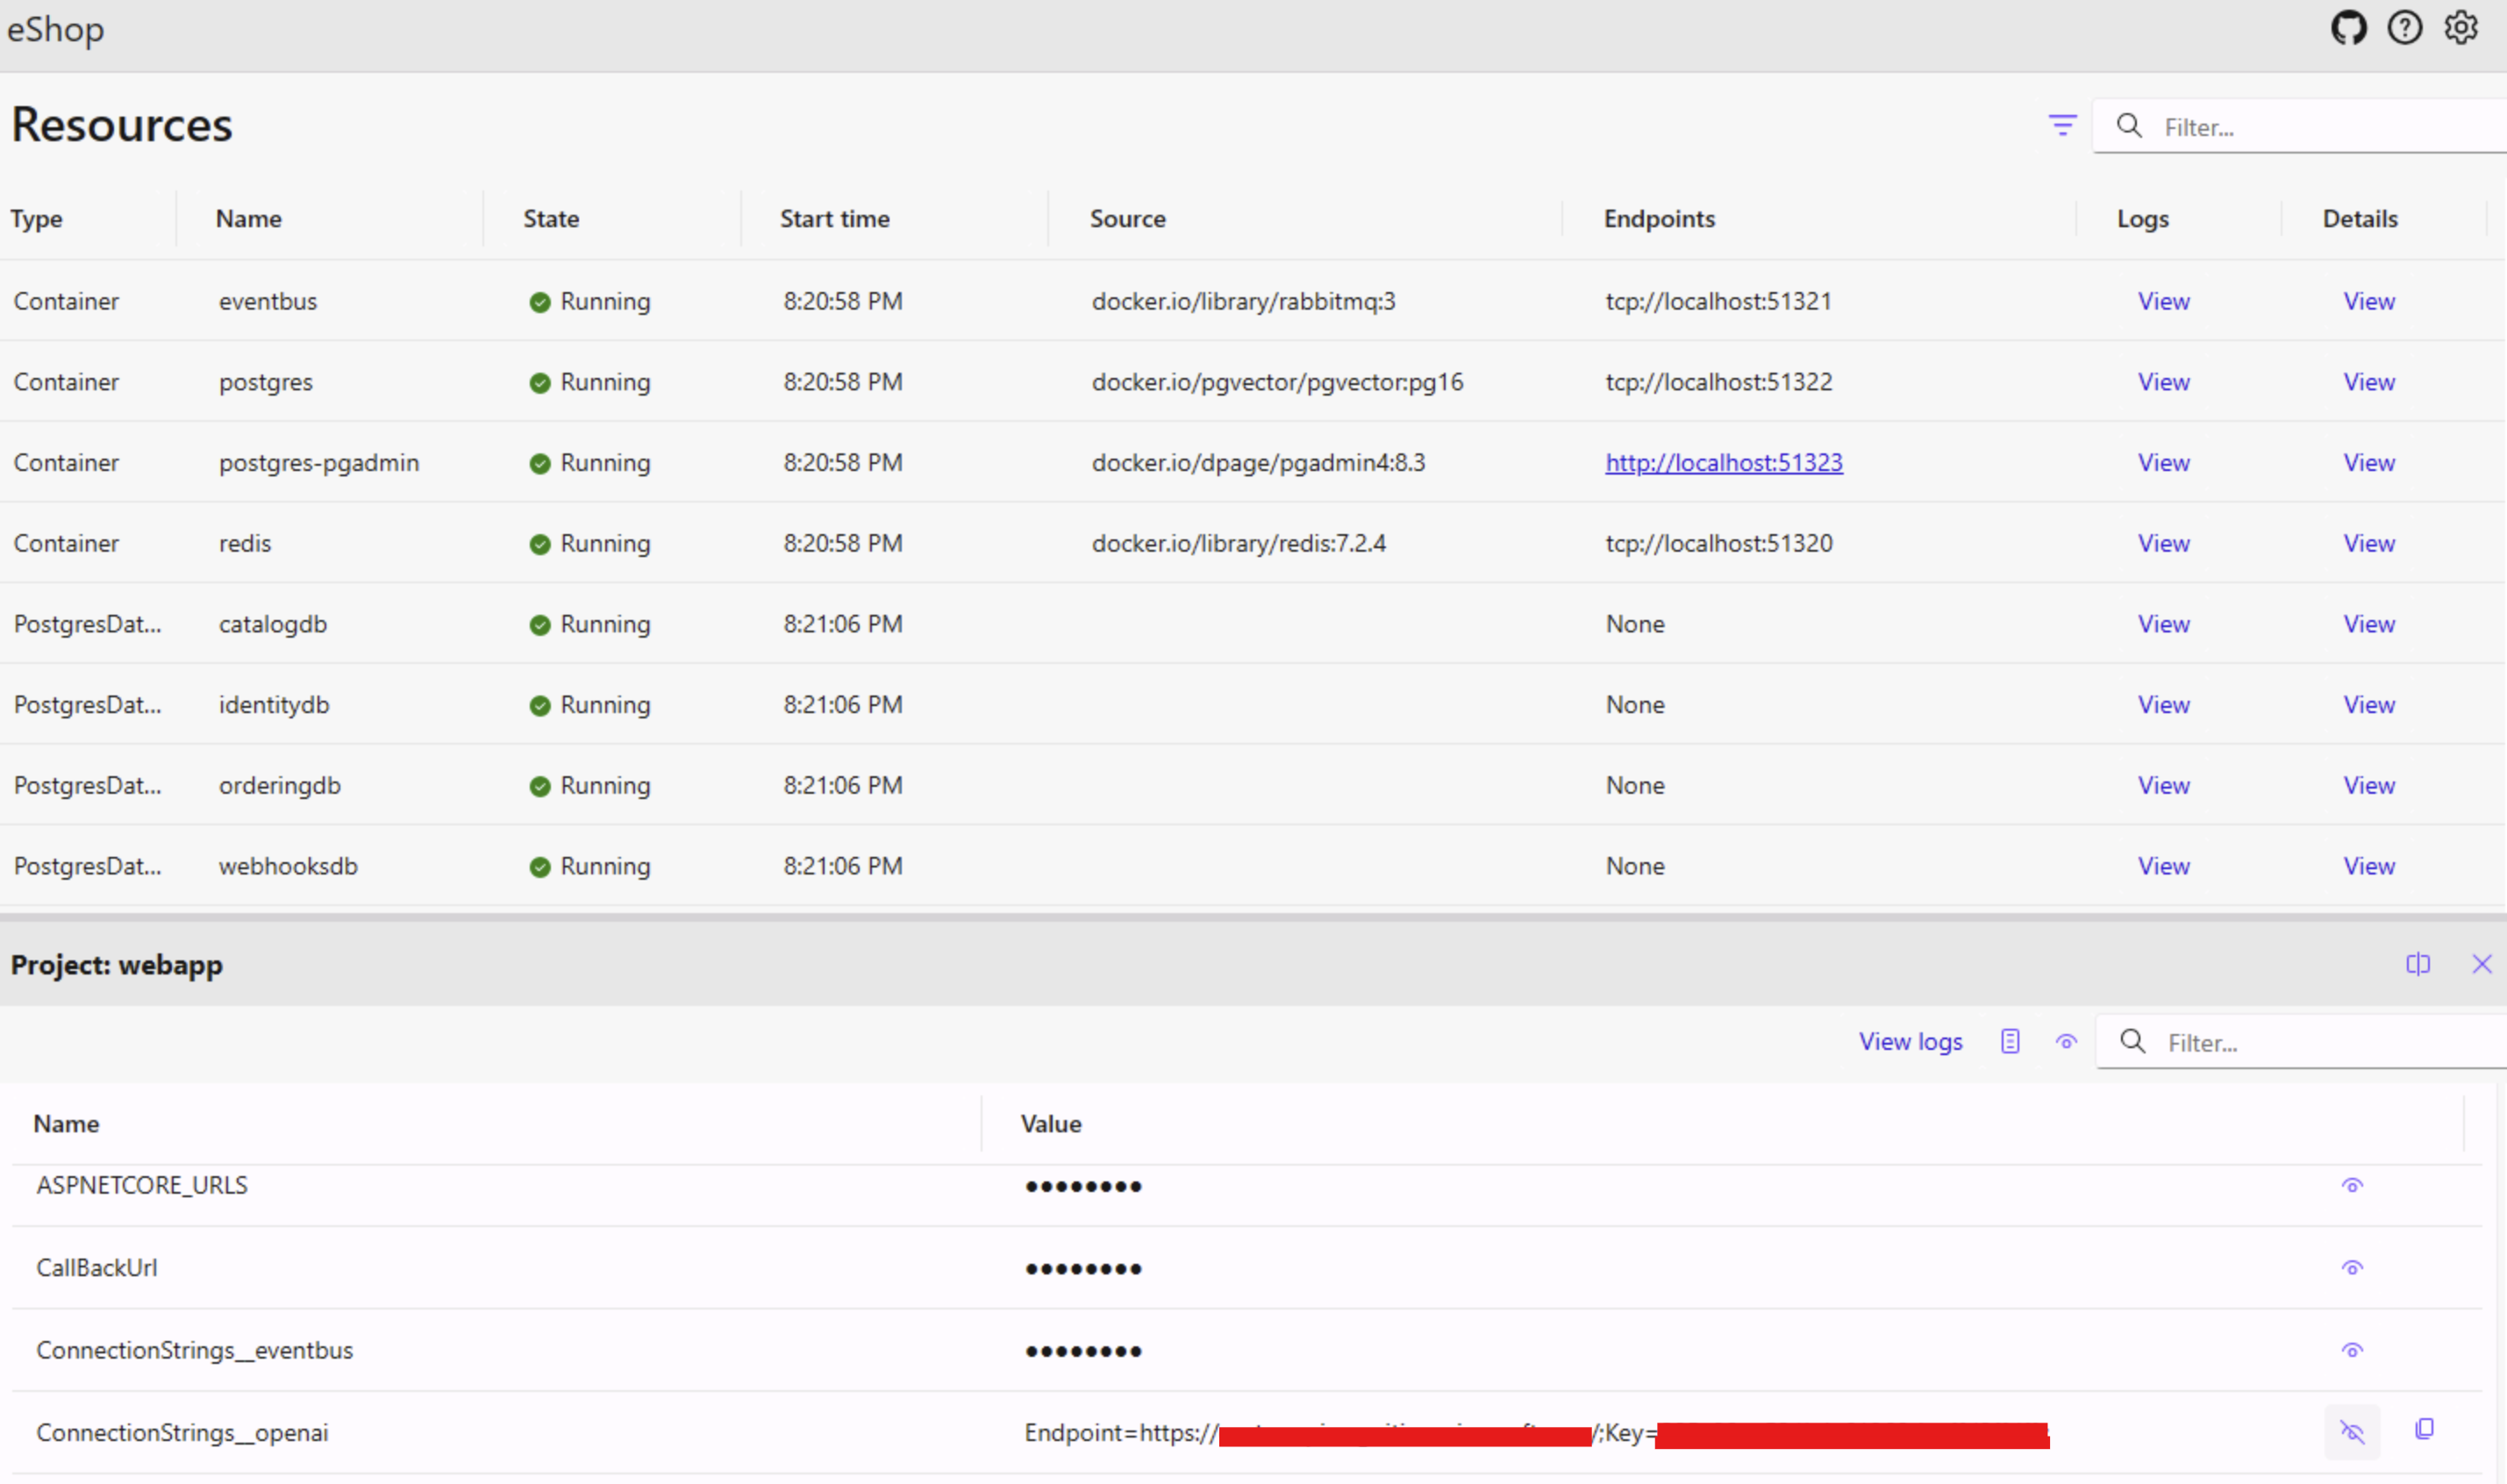 eShop
Resources
Filter...
Type Name State Start time Source Endpoints Logs Details
Container eventbus Running 8:20:58 PM docker.io/library/rabbitmq:3 tcp://localhost:51321 View View
Container postgres Running 8:20:58 PM docker.io/pgvector/pgvector:pg16 tcp://localhost:51322 View View
Container postgres-pgadmin Running 8:20:58 PM docker.io/dpage/pgadmin4:8.3 http://localhost:51323 View View
Container redis Running 8:20:58 PM docker.io/library/redis:7.2.4 tcp://localhost:51320 View View
PostgresDat... catalogdb Running 8:21:06 PM None View View
PostgresDat... identitydb Running 8:21:06 PM None View View
PostgresDat... orderingdb Running 8:21:06 PM None View View
PostgresDat... webhooksdb Running 8:21:06 PM None View View
Project: webapp
View logs Filter...
Name Value
ASPNETCORE_URLS ●●●●●●●●
CallBackUrl ●●●●●●●●
ConnectionStrings__eventbus ●●●●●●●●
ConnectionStrings__openai Endpoint=https:// /;Key=